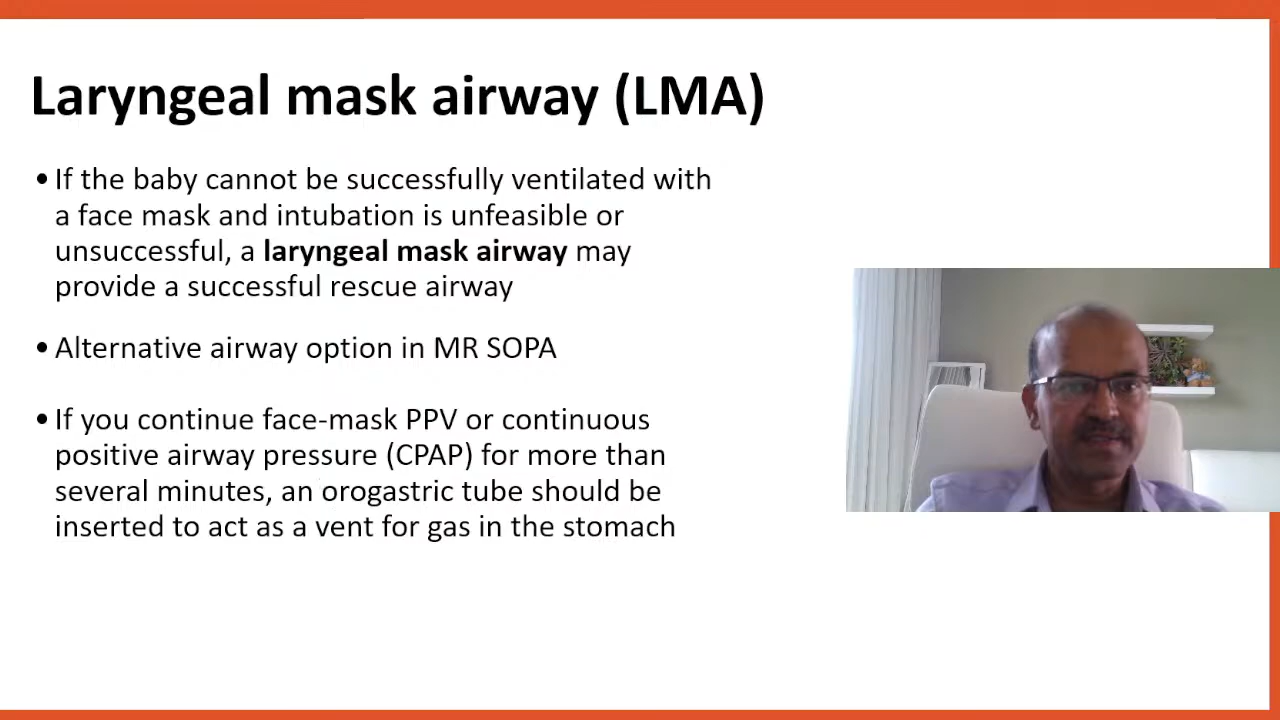 Laryngeal mask airway (LMA)
•If the baby cannot be successfully ventilated with
a face mask and intubation is unfeasible or
unsuccessful, a laryngeal mask airway may
provide a successful rescue airway
•Alternative airway option in MR SOPA
•If you continue face-mask PPV or continuous
positive airway pressure (CPAP) for more than
several minutes, an orogastric tube should be
inserted to act as a vent for gas in the stomach